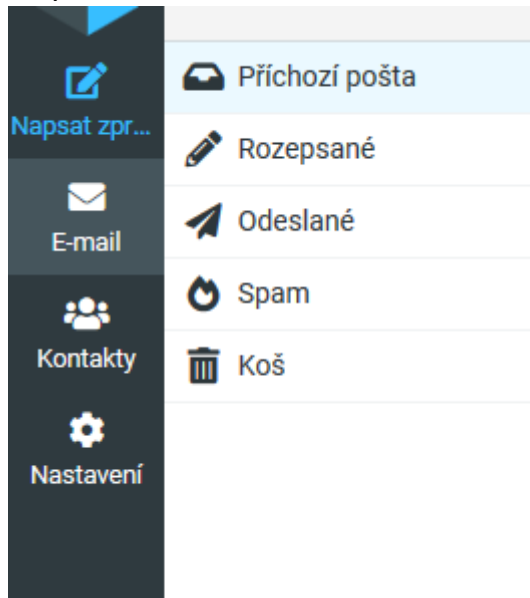 Napsat zpr...
E-mail
Kontakty
Nastavení
Příchozí pošta
Rozepsané
Odeslané
Spam
Koš